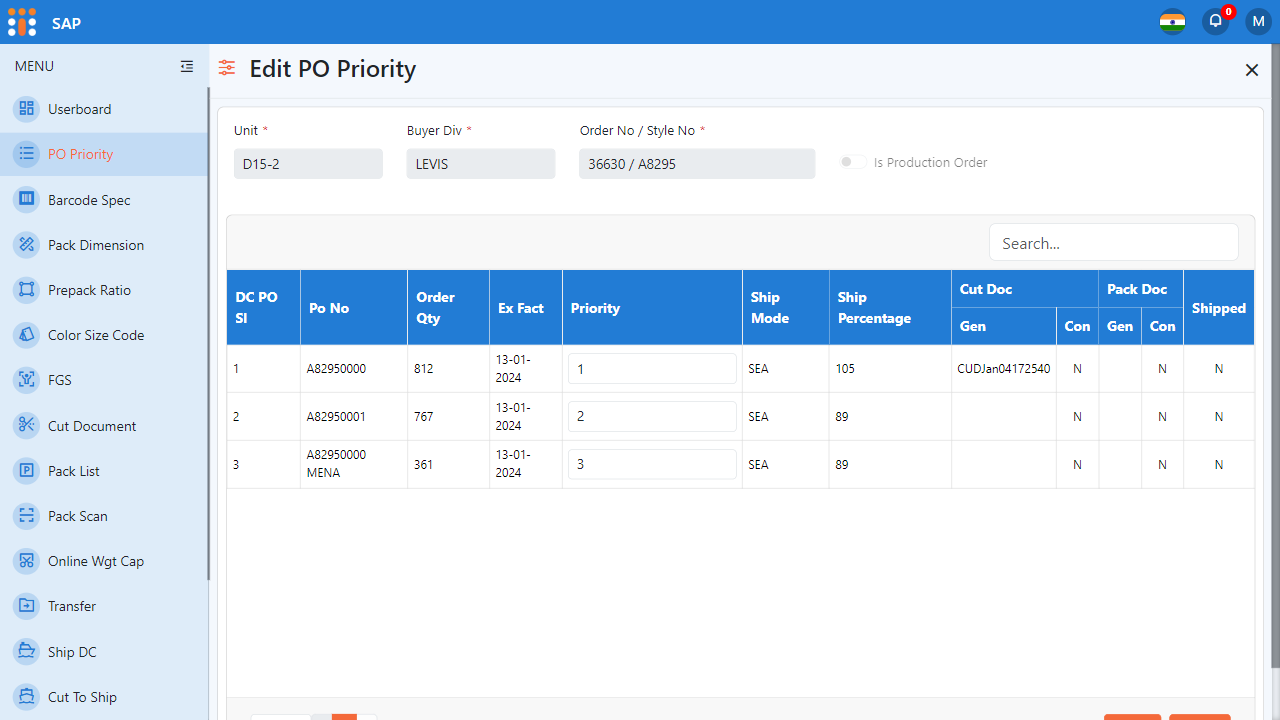 SAP
0
M
MENU
Userboard
PO Priority
Barcode Spec
Pack Dimension
Prepack Ratio
Color Size Code
FGS
Cut Document
Pack List
Pack Scan
Online Wgt Cap
Transfer
Ship DC
Cut To Ship
Edit PO Priority
Unit *
Buyer Div *
Order No / Style No *
D15-2
LEVIS
36630 / A8295
Is Production Order
Search...
DC PO Sl
Po No
Order Qty
Ex Fact
Priority
Ship Mode
Ship Percentage
Cut Doc
Pack Doc
Shipped
Gen Con Gen Con
1 A82950000 812 13-01-2024 1 SEA 105 CUDJan04172540 N N N
2 A82950001 767 13-01-2024 2 SEA 89 N N N
3 A82950000 MENA 361 13-01-2024 3 SEA 89 N N N